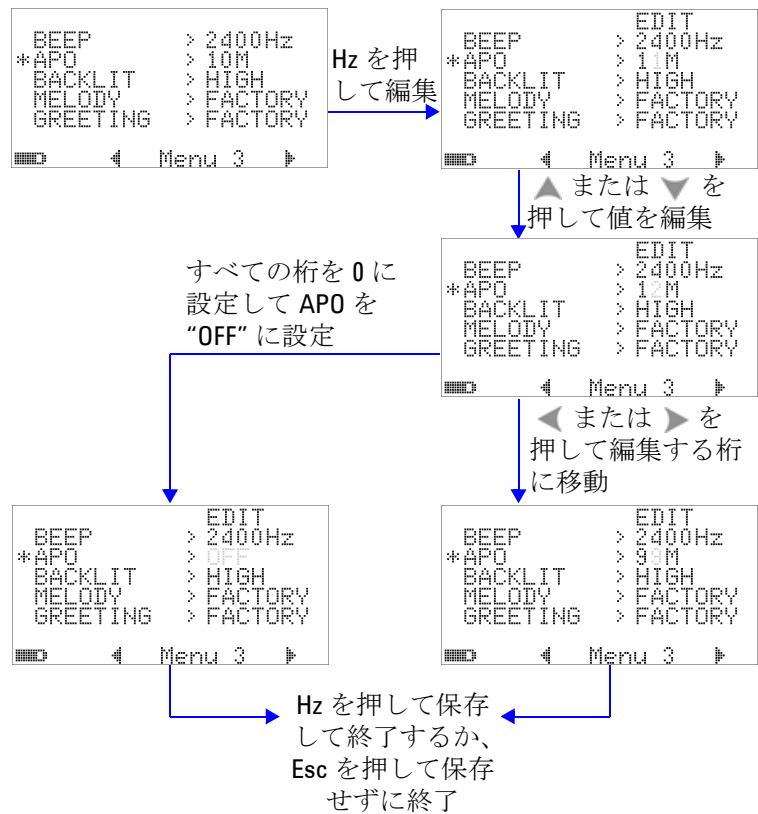 BEEP > 2400Hz
*APO > 10M
BACKLIT > HIGH
MELODY > FACTORY
GREETING > FACTORY
Menu 3
Hz を押
して編集
EDIT
BEEP > 2400Hz
*APO > 11M
BACKLIT > HIGH
MELODY > FACTORY
GREETING > FACTORY
Menu 3
または を
押して値を編集
EDIT
BEEP > 2400Hz
*APO > 12M
BACKLIT > HIGH
MELODY > FACTORY
GREETING > FACTORY
Menu 3
すべての桁を 0 に
設定して APO を
“OFF” に設定
または を
押して編集する桁
に移動
EDIT
BEEP > 2400Hz
*APO > OFF
BACKLIT > HIGH
MELODY > FACTORY
GREETING > FACTORY
Menu 3
EDIT
BEEP > 2400Hz
*APO > 99M
BACKLIT > HIGH
MELODY > FACTORY
GREETING > FACTORY
Menu 3
Hz を押して保存
して終了するか、
Esc を押して保存
せずに終了